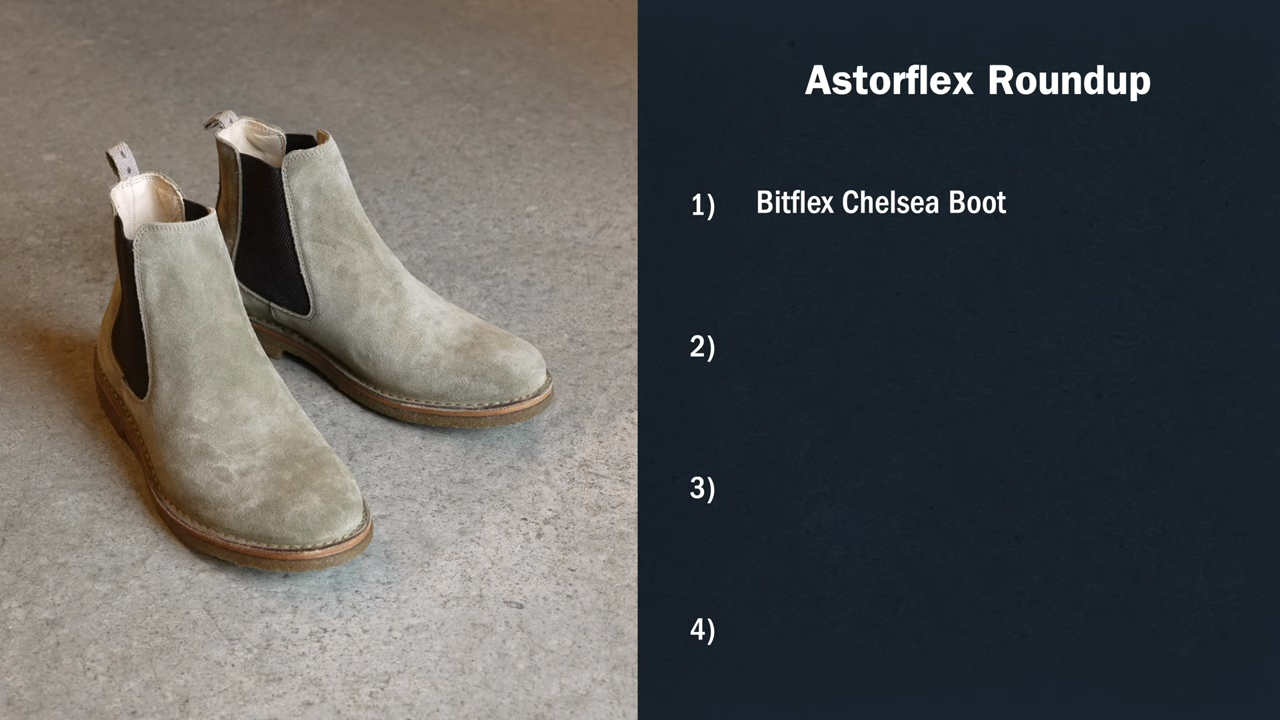 Astorflex Roundup
1) Bitflex Chelsea Boot
2)
3)
4)